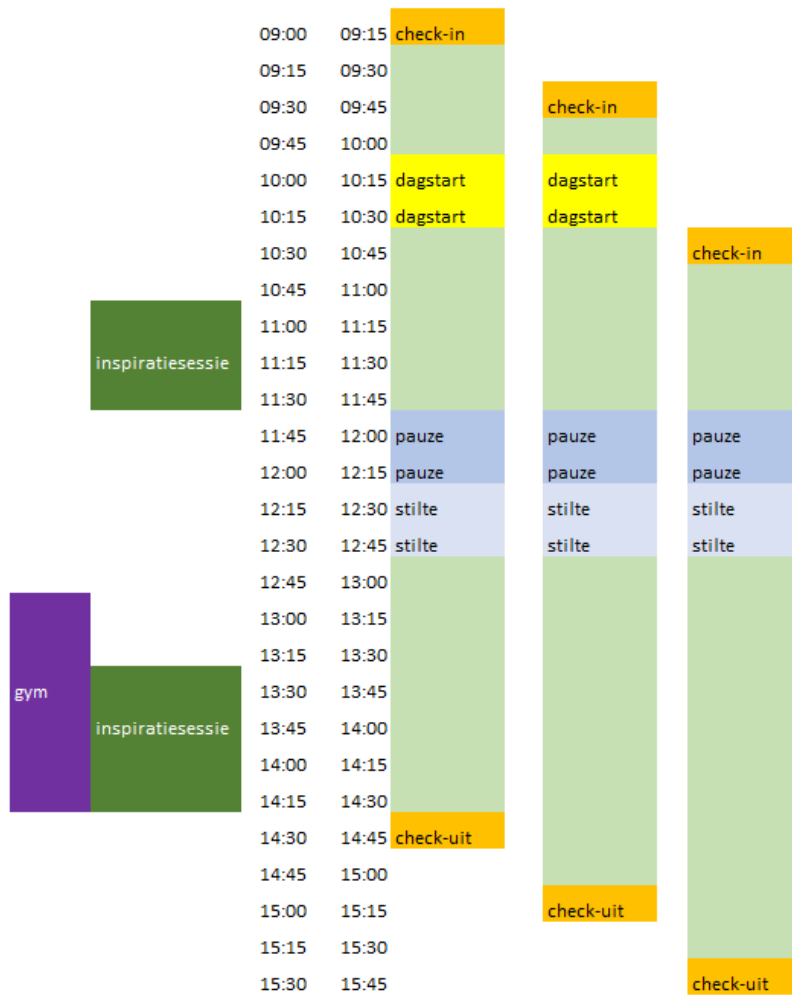 09:00 09:15 check-in
09:15 09:30
09:30 09:45 check-in
09:45 10:00
10:00 10:15 dagstart dagstart
10:15 10:30 dagstart dagstart
10:30 10:45 check-in
10:45 11:00
11:00 11:15
inspiratiesessie 11:15 11:30
11:30 11:45
11:45 12:00 pauze pauze pauze
12:00 12:15 pauze pauze pauze
12:15 12:30 stilte stilte stilte
12:30 12:45 stilte stilte stilte
12:45 13:00
13:00 13:15
13:15 13:30
gym 13:30 13:45
inspiratiesessie 13:45 14:00
14:00 14:15
14:15 14:30
14:30 14:45 check-uit
14:45 15:00
15:00 15:15 check-uit
15:15 15:30
15:30 15:45 check-uit